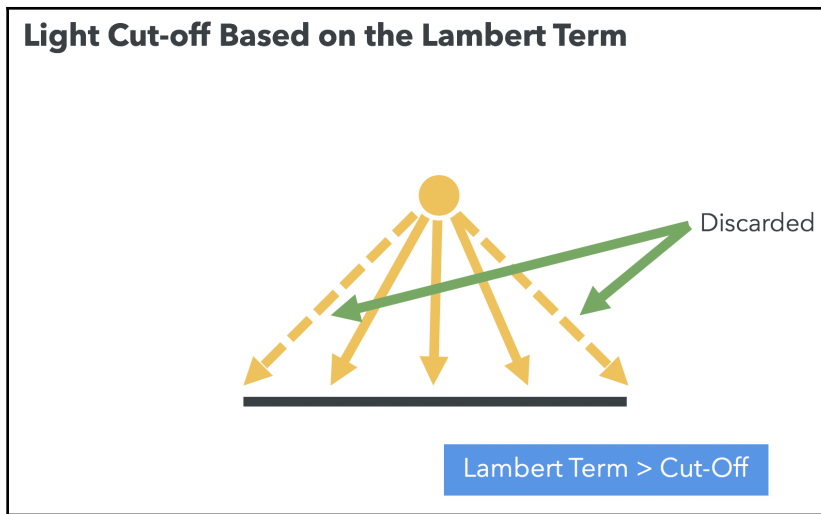 Light Cut-off Based on the Lambert Term
Discarded
Lambert Term > Cut-Off